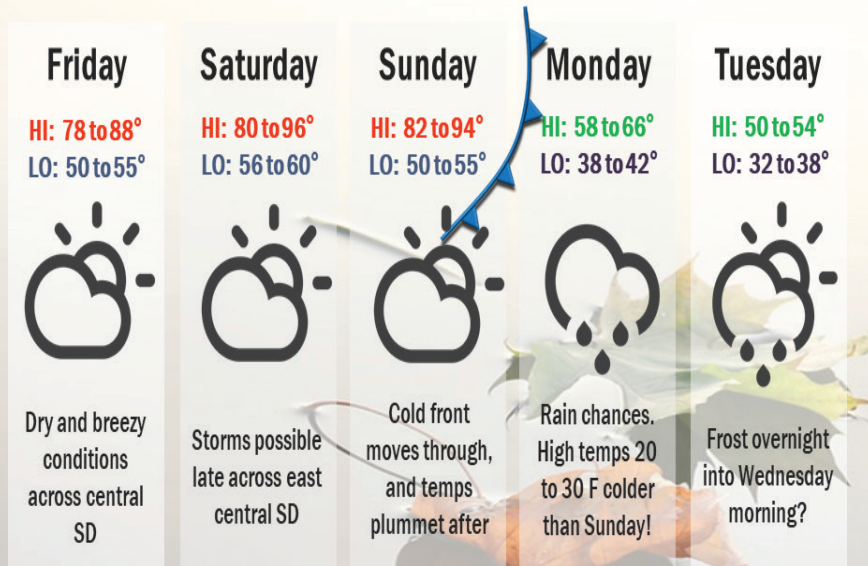 Friday
HI: 78 to 88°
LO: 50 to 55°
Dry and breezy
conditions
across central
SD
Saturday
HI: 80 to 96°
LO: 56 to 60°
Storms possible
late across east
central SD
Sunday
HI: 82 to 94°
LO: 50 to 55°
Cold front
moves through,
and temps
plummet after
Monday
HI: 58 to 66°
LO: 38 to 42°
Rain chances.
High temps 20
to 30 F colder
than Sunday!
Tuesday
HI: 50 to 54°
LO: 32 to 38°
Frost overnight
into Wednesday
morning?